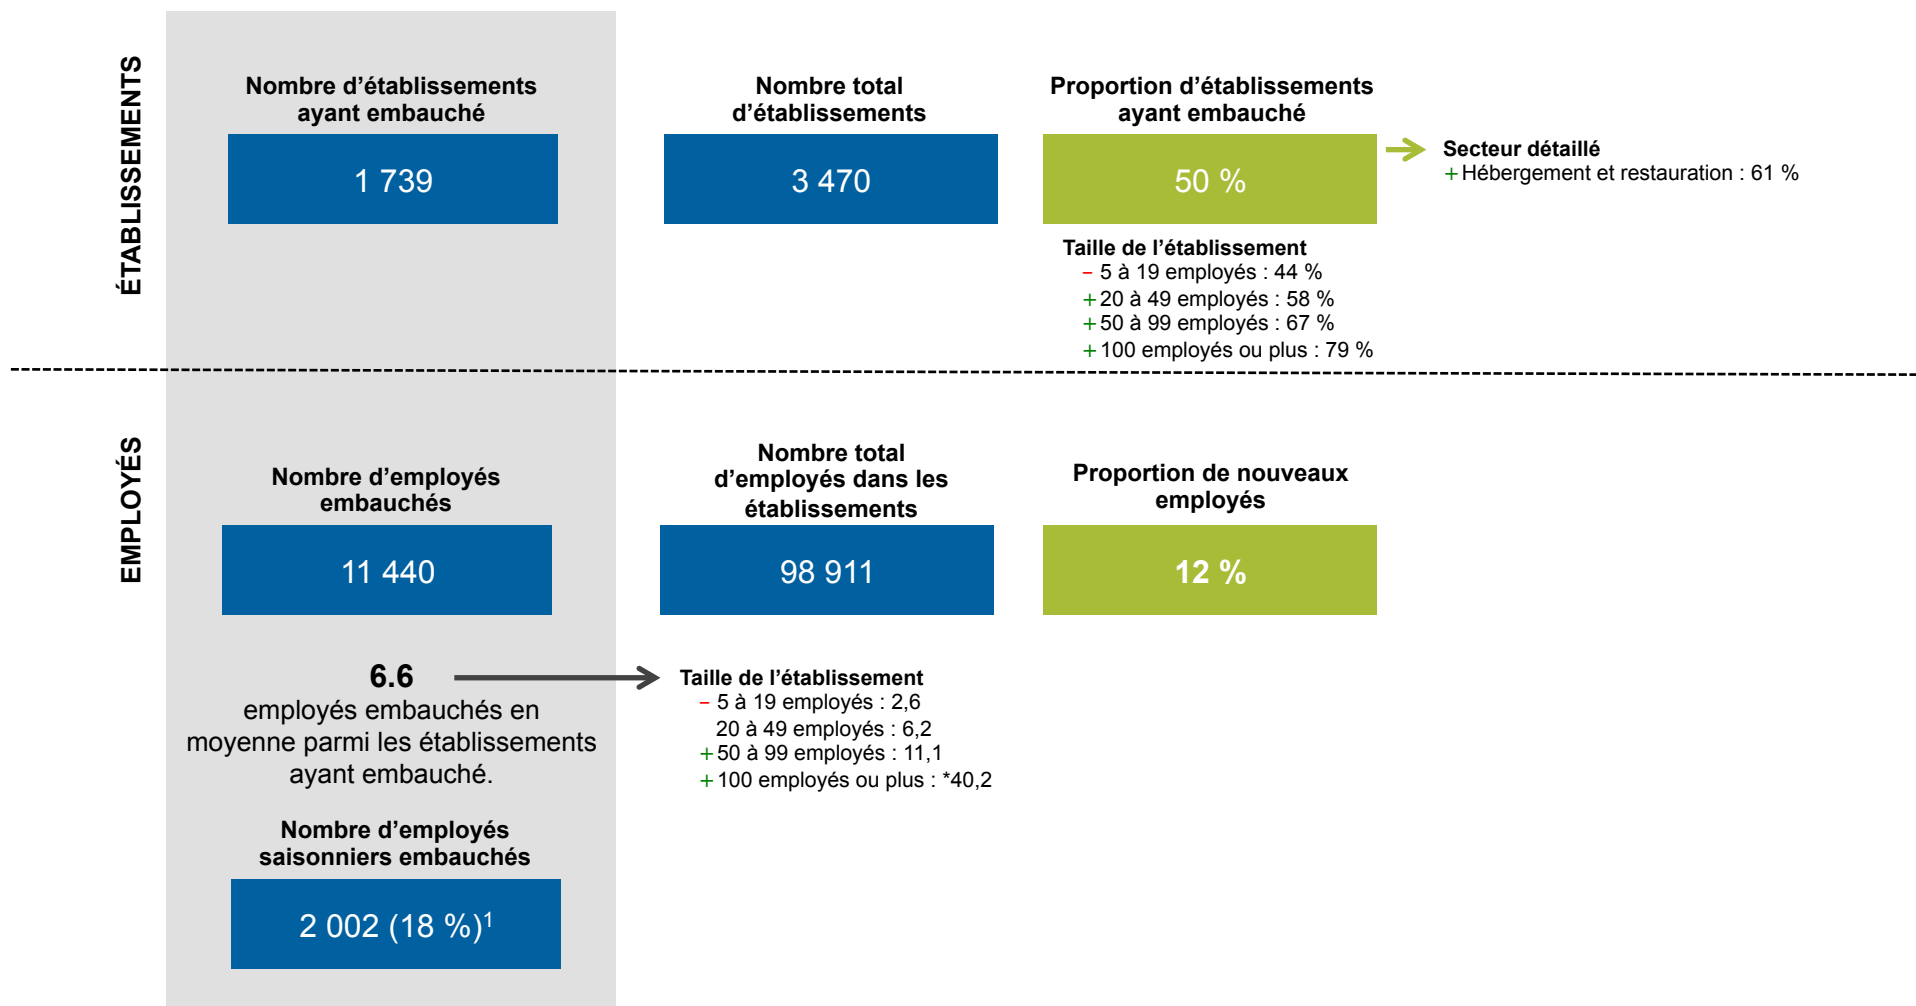 ÉTABLISSEMENTS
Nombre d’établissements
ayant embauché
1 739
Nombre total
d’établissements
3 470
Proportion d’établissements
ayant embauché
50 %
Secteur détaillé
+ Hébergement et restauration : 61 %
Taille de l’établissement
– 5 à 19 employés : 44 %
+ 20 à 49 employés : 58 %
+ 50 à 99 employés : 67 %
+ 100 employés ou plus : 79 %
EMPLOYÉS
Nombre d’employés
embauchés
11 440
Nombre total
d’employés dans les
établissements
98 911
Proportion de nouveaux
employés
12 %
6.6
employés embauchés en
moyenne parmi les établissements
ayant embauché.
Taille de l’établissement
– 5 à 19 employés : 2,6
20 à 49 employés : 6,2
+ 50 à 99 employés : 11,1
+ 100 employés ou plus : *40,2
Nombre d’employés
saisonniers embauchés
2 002 (18 %)¹